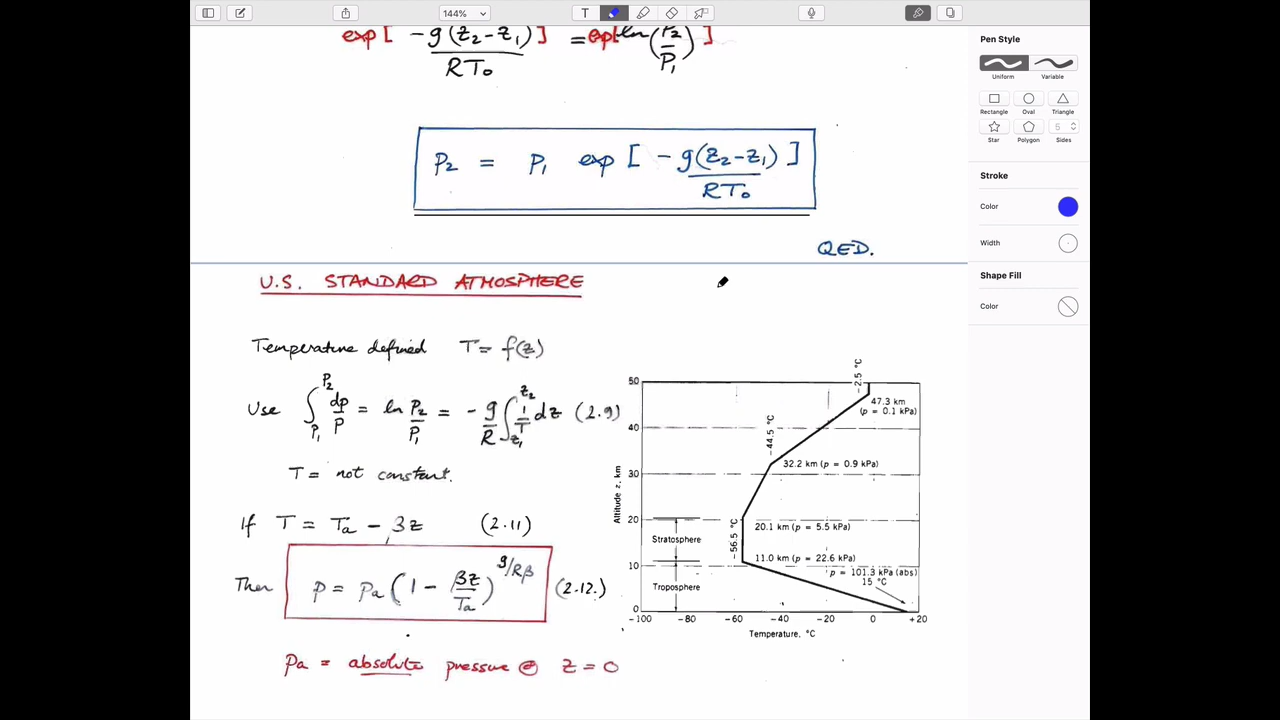 144%
T
Pen Style
Uniform Variable
Rectangle Oval Triangle
Star Polygon 5 Sides
Stroke
Color
Width
Shape Fill
Color
exp [ -g(z2-z1) / RT0 ] = exp[ ln (P2/P1) ]
P2 = P1 exp [ -g(z2-z1) / RT0 ]
QED.
U.S. STANDARD ATMOSPHERE
Temperature defined T = f(z)
Use ∫P1^P2 dp/P = ln P2/P1 = -g/R ∫z1^z2 1/T dz (2.9)
T = not constant.
If T = Ta - βz (2.11)
Then p = Pa (1 - βz/Ta)^g/Rβ (2.12.)
Pa = absolute pressure @ z = 0
Altitude z, km
50
40
30
20
10
0
-100 -80 -60 -40 -20 0 +20
Temperature, °C
-2.5 °C
47.3 km
(p = 0.1 kPa)
-44.5 °C
32.2 km (p = 0.9 kPa)
-56.5 °C
20.1 km (p = 5.5 kPa)
Stratosphere
11.0 km (p = 22.6 kPa)
p = 101.3 kPa (abs)
15 °C
Troposphere